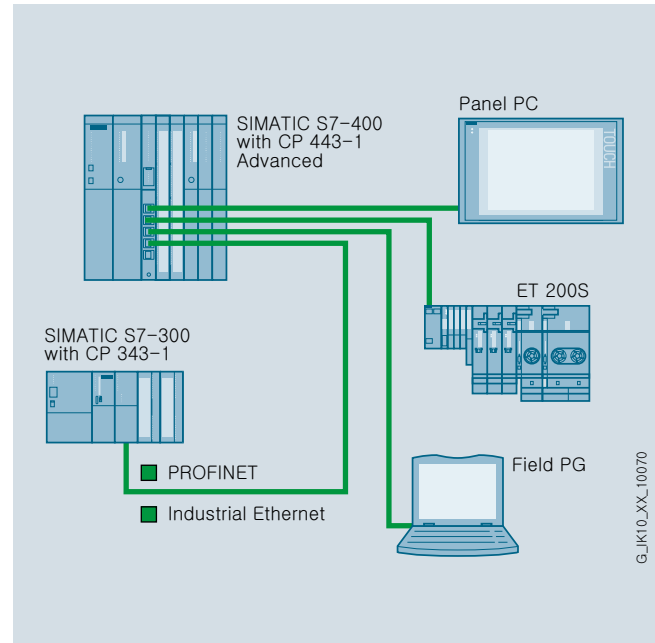 SIMATIC S7-400
with CP 443-1
Advanced
Panel PC
TOUCH
ET 200S
SIMATIC S7-300
with CP 343-1
PROFINET
Industrial Ethernet
Field PG
G_IK10_XX_10070